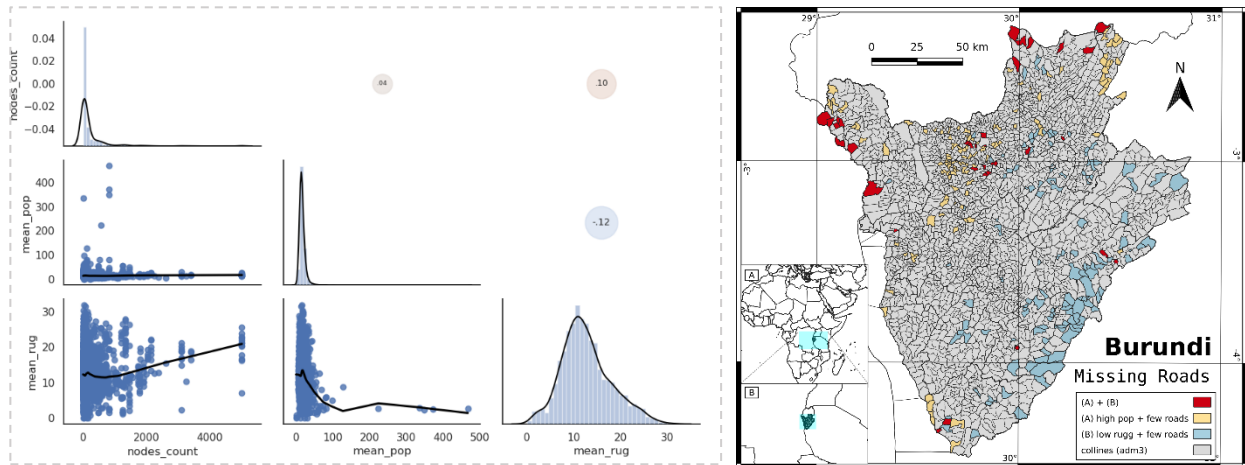 0.04
0.02
0.00
−0.02
−0.04
nodes_count
.04
.10
400
300
200
100
0
mean_pop
-.12
30
25
20
15
10
5
0
mean_rug
0
2000
4000
nodes_count
0
100
200
300
400
500
mean_pop
0
10
20
30
mean_rug
29°
30°
31°
0 25 50 km
N
-3°
-3°
A
B
-4°
Burundi
Missing Roads
(A) + (B)
(A) high pop + few roads
(B) low rugg + few roads
collines (adm3)
30°